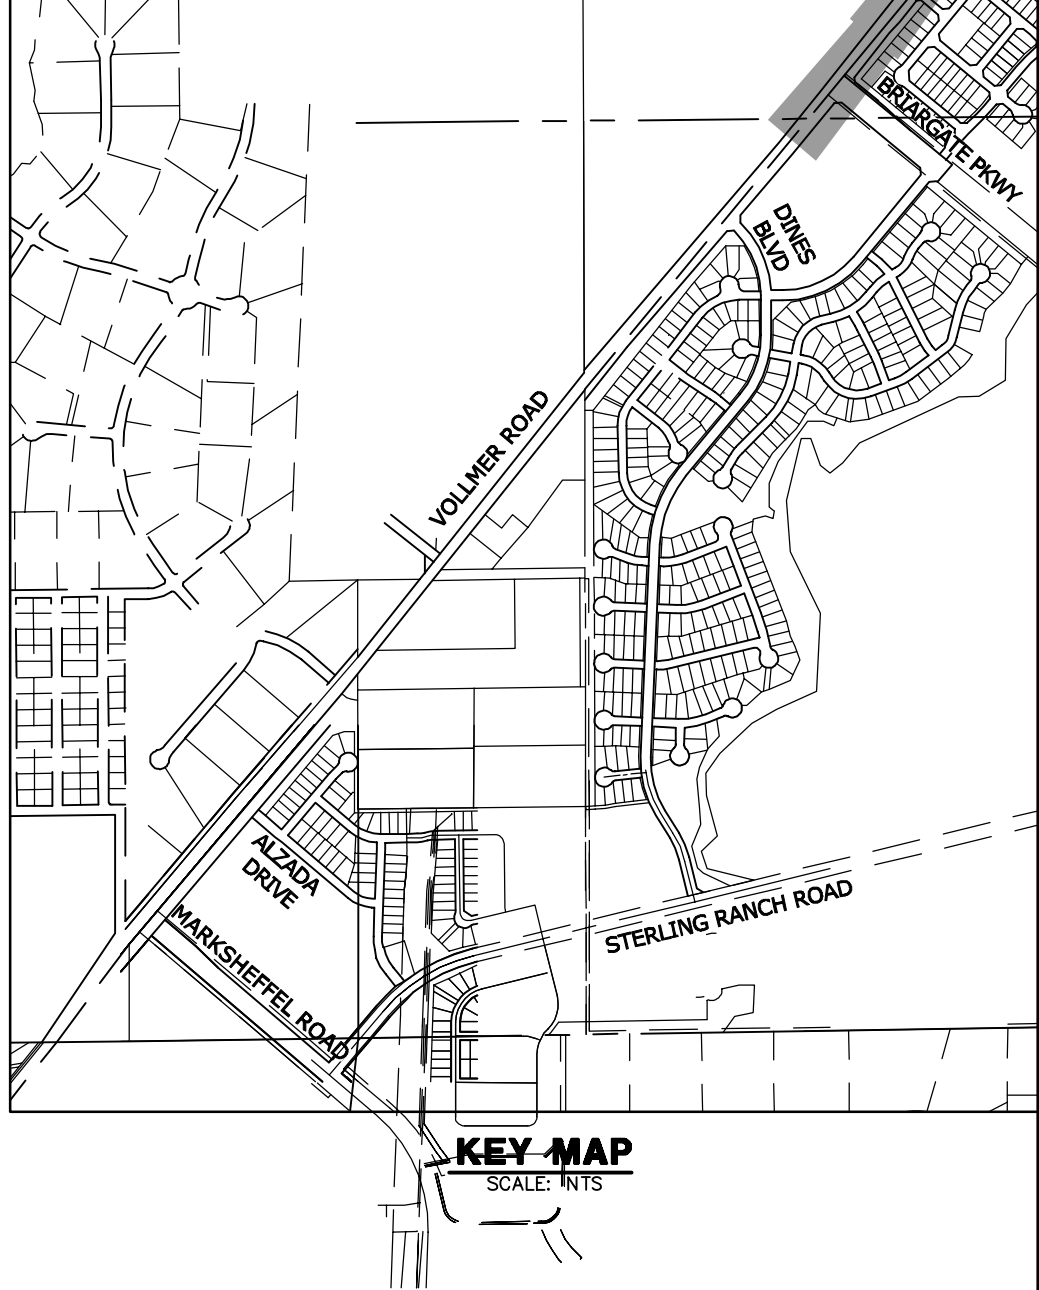 BRIARGATE PKWY
DINES
BLVD
VOLLMER ROAD
ALZADA
DRIVE
STERLING RANCH ROAD
MARKSHEFFEL ROAD
KEY MAP
SCALE: NTS